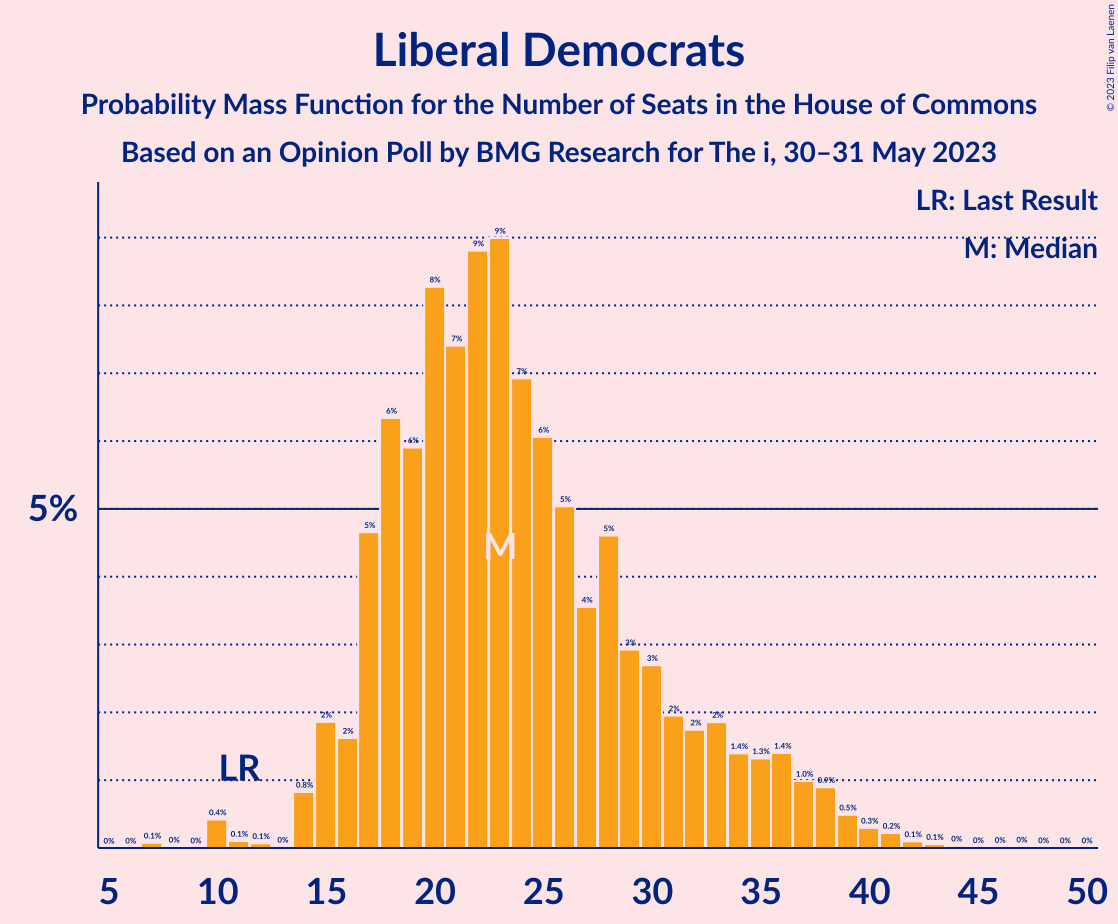 Liberal Democrats
Probability Mass Function for the Number of Seats in the House of Commons
Based on an Opinion Poll by BMG Research for The i, 30–31 May 2023
© 2023 Filip van Laenen
LR: Last Result
M: Median
5%
LR
M
0% 0% 0.1% 0% 0% 0.4% 0.1% 0.1% 0% 0.8% 2% 2% 5% 6% 6% 8% 7% 9% 9% 7% 6% 5% 4% 5% 3% 3% 2% 2% 2% 1.4% 1.3% 1.4% 1.0% 0.9% 0.5% 0.3% 0.2% 0.1% 0.1% 0% 0% 0% 0% 0% 0% 0%
5 10 15 20 25 30 35 40 45 50